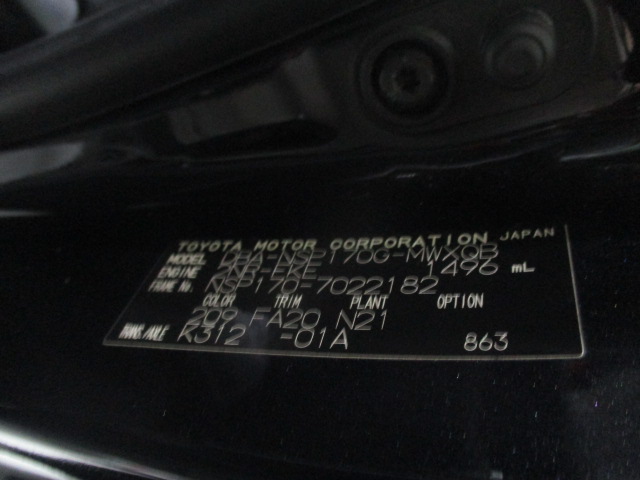 TOYOTA MOTOR CORPORATION JAPAN
MODEL DBA-NSP170G-MWXQB
ENGINE 2NR-FKE 1496 mL
FRAME No. NSP170-7022182
COLOR TRIM PLANT OPTION
209 FA20 N21
TRANS./AXLE K312 -01A 863